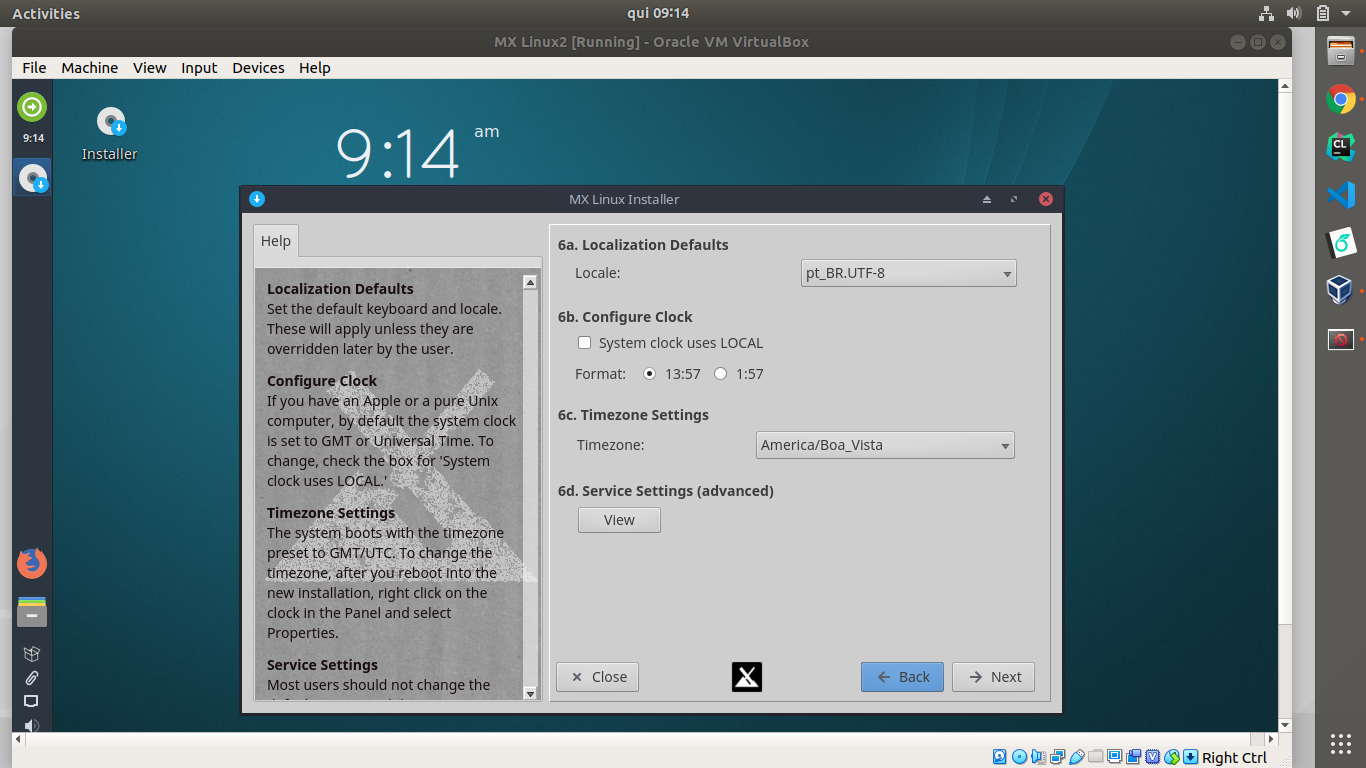 Activities
qui 09:14
MX Linux2 [Running] - Oracle VM VirtualBox
File Machine View Input Devices Help
9:14
Installer
9:14 am
MX Linux Installer
Help
Localization Defaults
Set the default keyboard and locale.
These will apply unless they are
overridden later by the user.
Configure Clock
If you have an Apple or a pure Unix
computer, by default the system clock
is set to GMT or Universal Time. To
change, check the box for 'System
clock uses LOCAL.'
Timezone Settings
The system boots with the timezone
preset to GMT/UTC. To change the
timezone, after you reboot into the
new installation, right click on the
clock in the Panel and select
Properties.
Service Settings
Most users should not change the
6a. Localization Defaults
Locale: pt_BR.UTF-8
6b. Configure Clock
System clock uses LOCAL
Format: 13:57 1:57
6c. Timezone Settings
Timezone: America/Boa_Vista
6d. Service Settings (advanced)
View
Close
Back
Next
CL
Right Ctrl